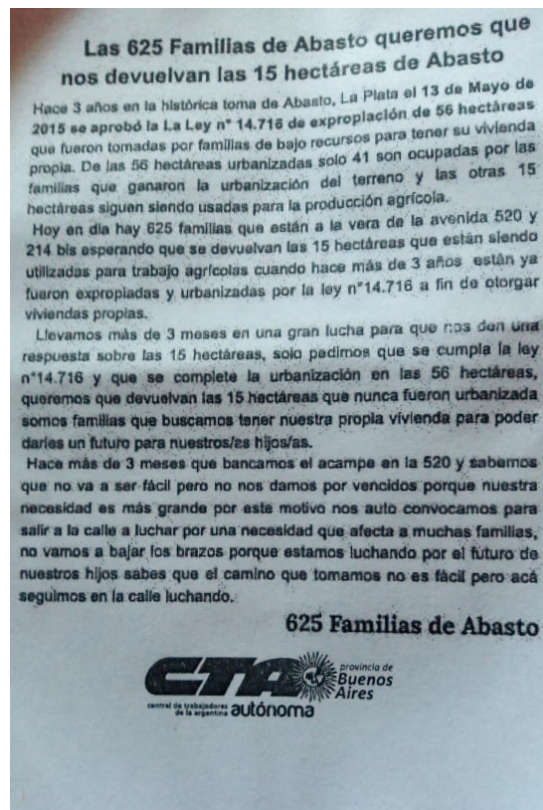 Las 625 Familias de Abasto queremos que
nos devuelvan las 15 hectáreas de Abasto
Hace 3 años en la histórica toma de Abasto, La Plata el 13 de Mayo de
2015 se aprobó la La Ley n° 14.716 de expropiación de 56 hectáreas
que fueron tomadas por familias de bajo recursos para tener su vivienda
propia. De las 56 hectáreas urbanizadas solo 41 son ocupadas por las
familias que ganaron la urbanización del terreno y las otras 15
hectáreas siguen siendo usadas para la producción agrícola.
Hoy en día hay 625 familias que están a la vera de la avenida 520 y
214 bis esperando que se devuelvan las 15 hectáreas que están siendo
utilizadas para trabajo agrícolas cuando hace más de 3 años están ya
fueron expropiadas y urbanizadas por la ley n°14.716 a fin de otorgar
viviendas propias.
Llevamos más de 3 meses en una gran lucha para que nos den una
respuesta sobre las 15 hectáreas, solo pedimos que se cumpla la ley
n°14.716 y que se complete la urbanización en las 56 hectáreas,
queremos que devuelvan las 15 hectáreas que nunca fueron urbanizada
somos familias que buscamos tener nuestra propia vivienda para poder
darles un futuro para nuestros/es hijos/as.
Hace más de 3 meses que bancamos el acampe en la 520 y sabemos
que no va a ser fácil pero no nos damos por vencidos porque nuestra
necesidad es más grande por este motivo nos auto convocamos para
salir a la calle a luchar por una necesidad que afecta a muchas familias,
no vamos a bajar los brazos porque estamos luchando por el futuro de
nuestros hijos sabes que el camino que tomamos no es fácil pero acá
seguimos en la calle luchando.
625 Familias de Abasto
CTA
provincia de
Buenos
Aires
central de trabajadores
de la argentina autónoma